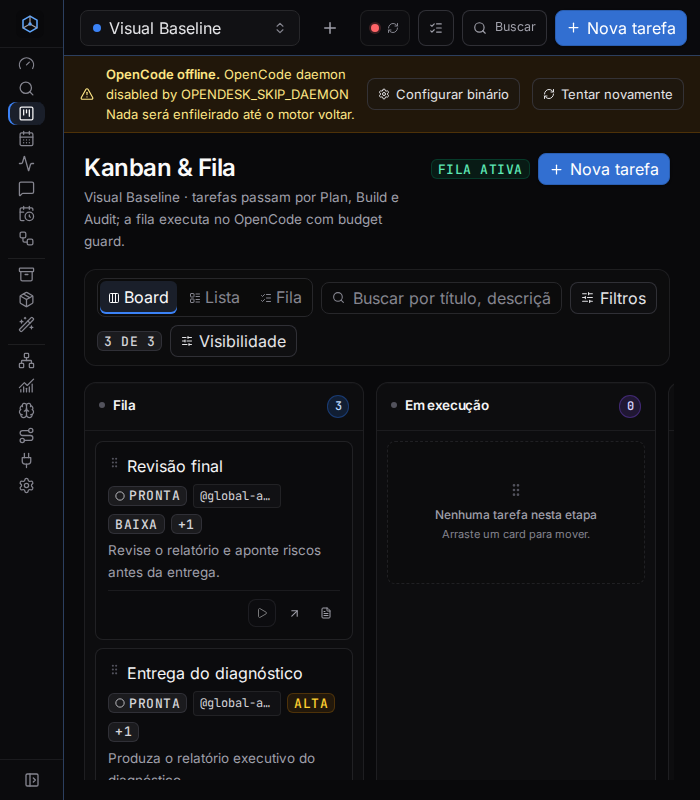 Visual Baseline
Buscar
Nova tarefa
OpenCode offline. OpenCode daemon
disabled by OPENDESK_SKIP_DAEMON
Nada será enfileirado até o motor voltar.
Configurar binário
Tentar novamente
Kanban & Fila
FILA ATIVA
Nova tarefa
Visual Baseline · tarefas passam por Plan, Build e
Audit; a fila executa no OpenCode com budget
guard.
Board
Lista
Fila
Buscar por título, descriçã
Filtros
3 DE 3
Visibilidade
Fila
3
Em execução
0
Revisão final
PRONTA
@global-a…
BAIXA
+1
Revise o relatório e aponte riscos
antes da entrega.
Nenhuma tarefa nesta etapa
Arraste um card para mover.
Entrega do diagnóstico
PRONTA
@global-a…
ALTA
+1
Produza o relatório executivo do
diagnóstico